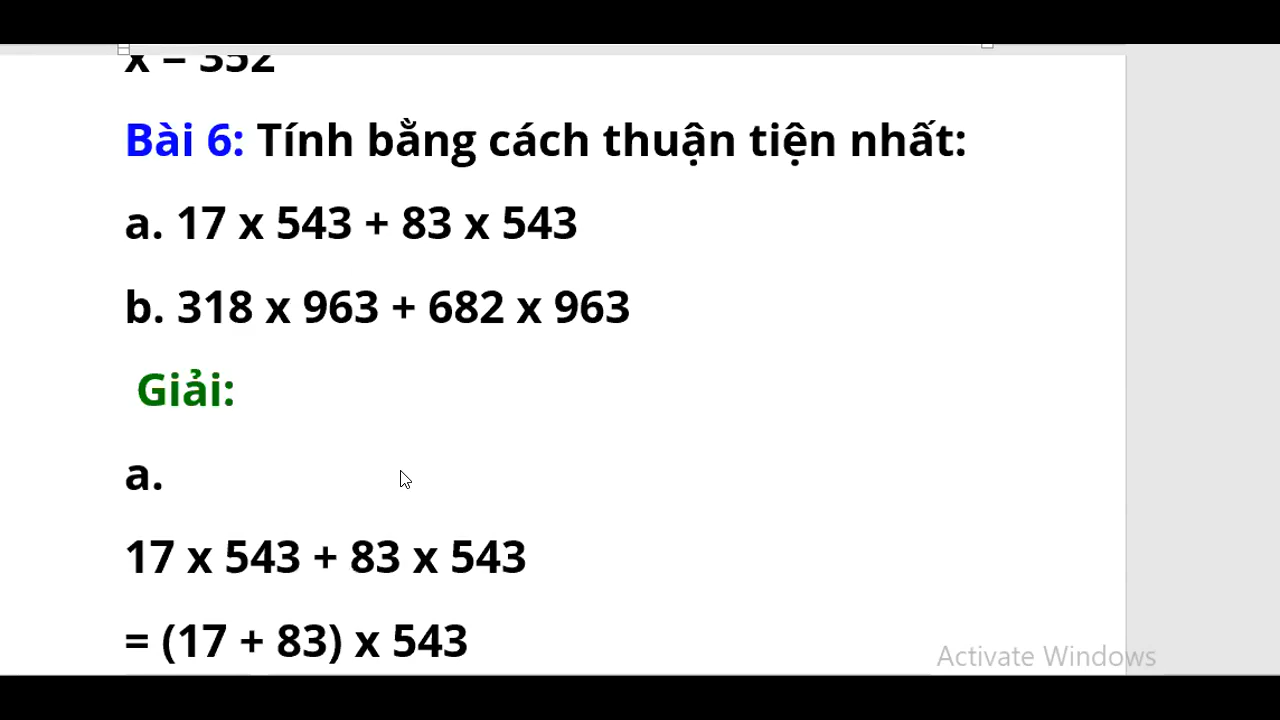 x = 352
Bài 6: Tính bằng cách thuận tiện nhất:
a. 17 x 543 + 83 x 543
b. 318 x 963 + 682 x 963
Giải:
a.
17 x 543 + 83 x 543
= (17 + 83) x 543
Activate Windows